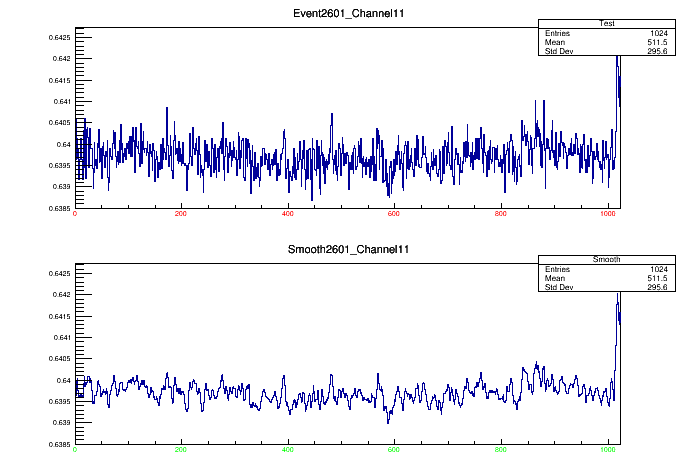 Event2601_Channel11
Test
Entries 1024
Mean 511.5
Std Dev 295.6
0.6425
0.642
0.6415
0.641
0.6405
0.64
0.6395
0.639
0.6385
0 200 400 600 800 1000
Smooth2601_Channel11
Smooth
Entries 1024
Mean 511.5
Std Dev 295.6
0.6425
0.642
0.6415
0.641
0.6405
0.64
0.6395
0.639
0.6385
0 200 400 600 800 1000